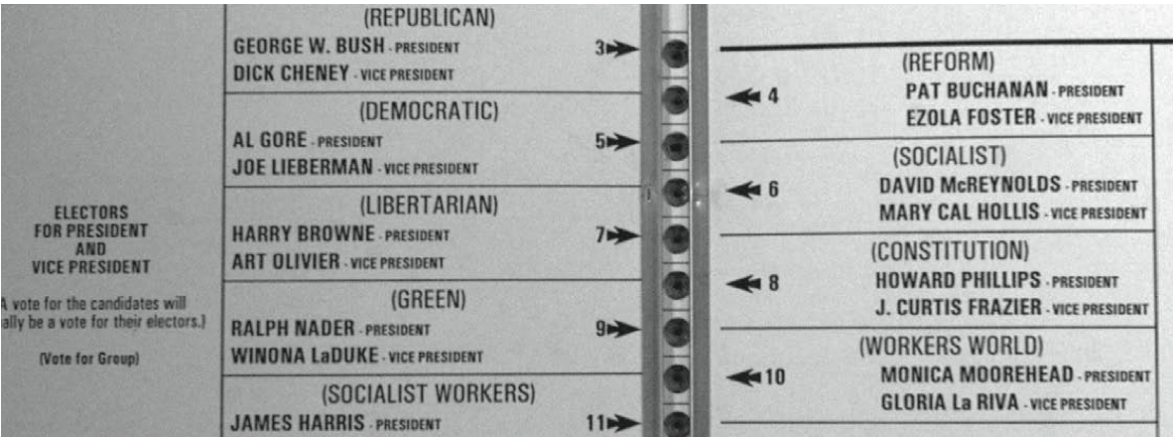 ELECTORS
FOR PRESIDENT
AND
VICE PRESIDENT
A vote for the candidates will
ally be a vote for their electors.)
(Vote for Group)
(REPUBLICAN)
GEORGE W. BUSH - PRESIDENT 3
DICK CHENEY - VICE PRESIDENT
(DEMOCRATIC)
AL GORE - PRESIDENT 5
JOE LIEBERMAN - VICE PRESIDENT
(LIBERTARIAN)
HARRY BROWNE - PRESIDENT 7
ART OLIVIER - VICE PRESIDENT
(GREEN)
RALPH NADER - PRESIDENT 9
WINONA LaDUKE - VICE PRESIDENT
(SOCIALIST WORKERS)
JAMES HARRIS - PRESIDENT 11
(REFORM)
4 PAT BUCHANAN - PRESIDENT
EZOLA FOSTER - VICE PRESIDENT
(SOCIALIST)
6 DAVID McREYNOLDS - PRESIDENT
MARY CAL HOLLIS - VICE PRESIDENT
(CONSTITUTION)
8 HOWARD PHILLIPS - PRESIDENT
J. CURTIS FRAZIER - VICE PRESIDENT
(WORKERS WORLD)
10 MONICA MOOREHEAD - PRESIDENT
GLORIA La RIVA - VICE PRESIDENT